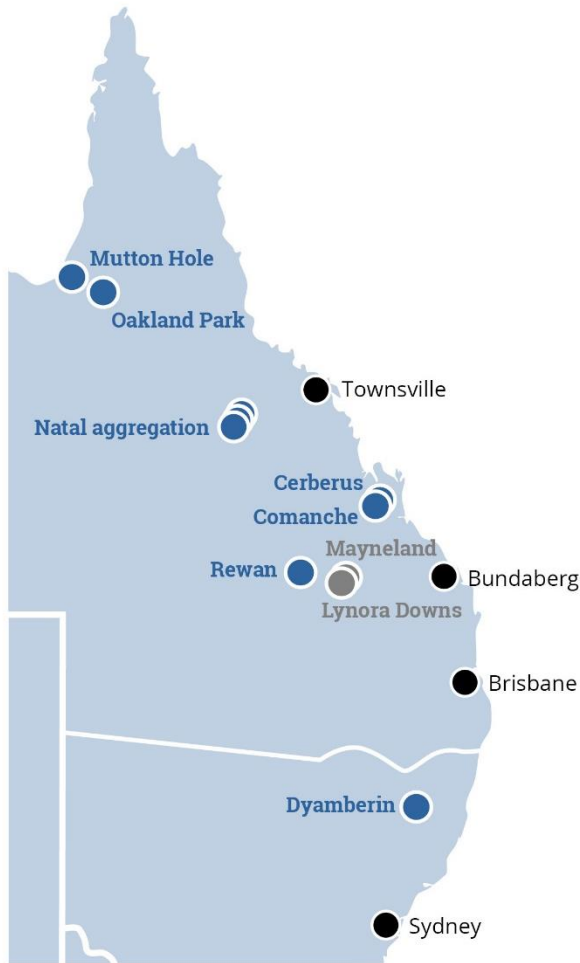 Mutton Hole
Oakland Park
Townsville
Natal aggregation
Cerberus
Comanche
Mayneland
Rewan
Bundaberg
Lynora Downs
Brisbane
Dyamberin
Sydney